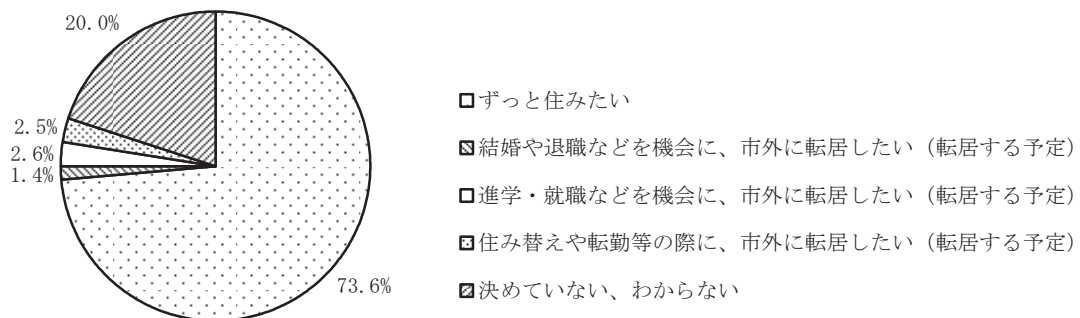 20.0%
2.5%
2.6%
1.4%
73.6%
ずっと住みたい
結婚や退職などを機会に、市外に転居したい（転居する予定）
進学・就職などを機会に、市外に転居したい（転居する予定）
住み替えや転勤等の際に、市外に転居したい（転居する予定）
決めていない、わからない